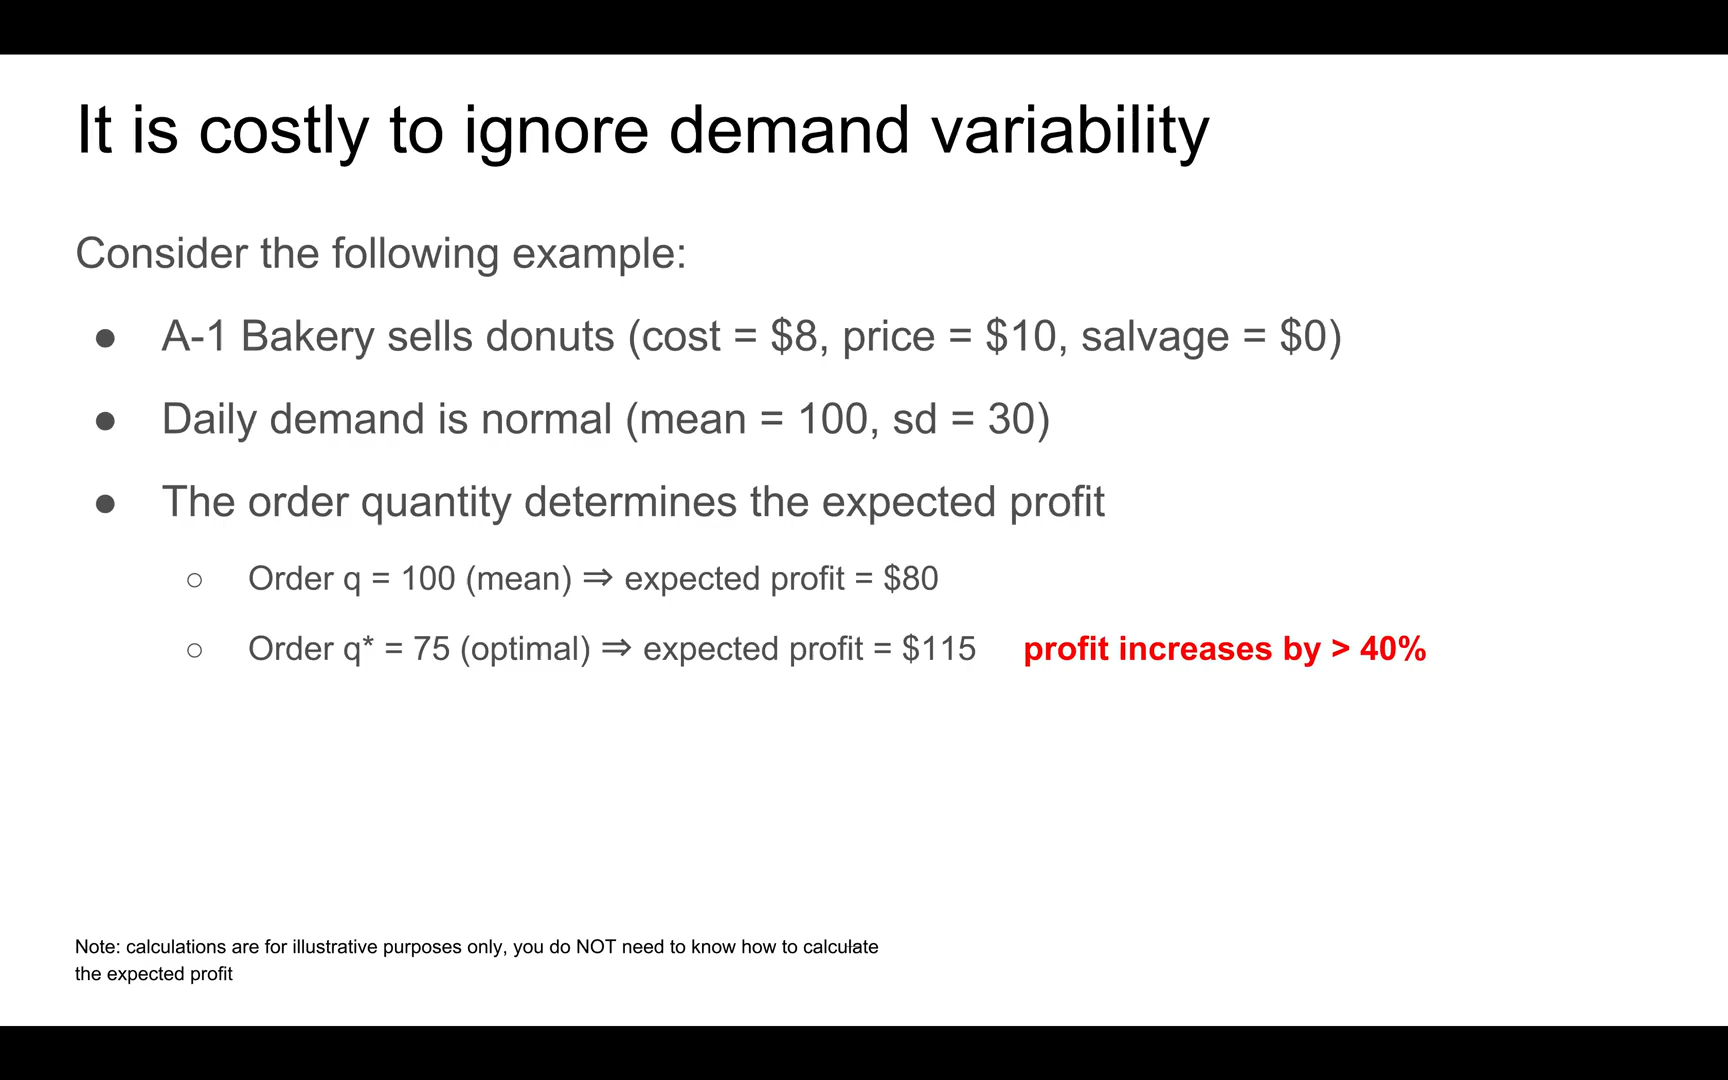 It is costly to ignore demand variability
Consider the following example:
● A-1 Bakery sells donuts (cost = $8, price = $10, salvage = $0)
● Daily demand is normal (mean = 100, sd = 30)
● The order quantity determines the expected profit
○ Order q = 100 (mean) ⇒ expected profit = $80
○ Order q* = 75 (optimal) ⇒ expected profit = $115 profit increases by > 40%
Note: calculations are for illustrative purposes only, you do NOT need to know how to calculate
the expected profit